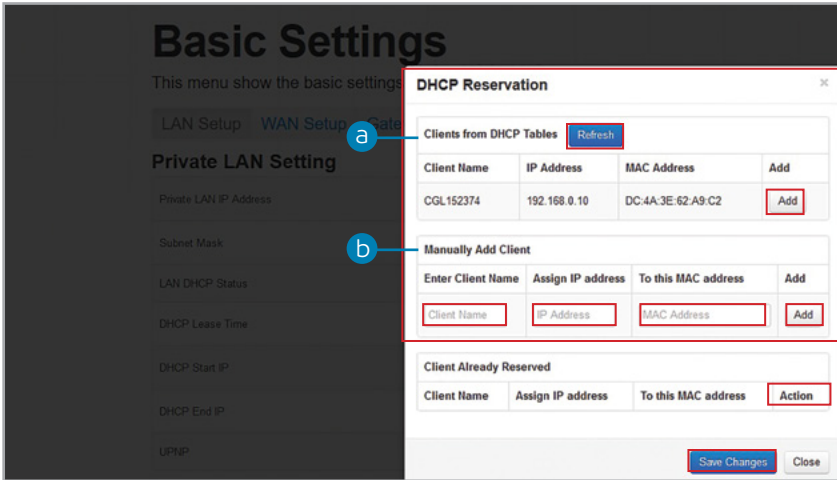 Basic Settings
This menu show the basic settings
LAN Setup WAN Setup Gate
Private LAN Setting
Private LAN IP Address
Subnet Mask
LAN DHCP Status
DHCP Lease Time
DHCP Start IP
DHCP End IP
UPNP
DHCP Reservation ×
a
Clients from DHCP Tables Refresh
Client Name IP Address MAC Address Add
CGL152374 192.168.0.10 DC:4A:3E:62:A9:C2 Add
b
Manually Add Client
Enter Client Name Assign IP address To this MAC address Add
Client Name IP Address MAC Address Add
Client Already Reserved
Client Name Assign IP address To this MAC address Action
Save Changes Close